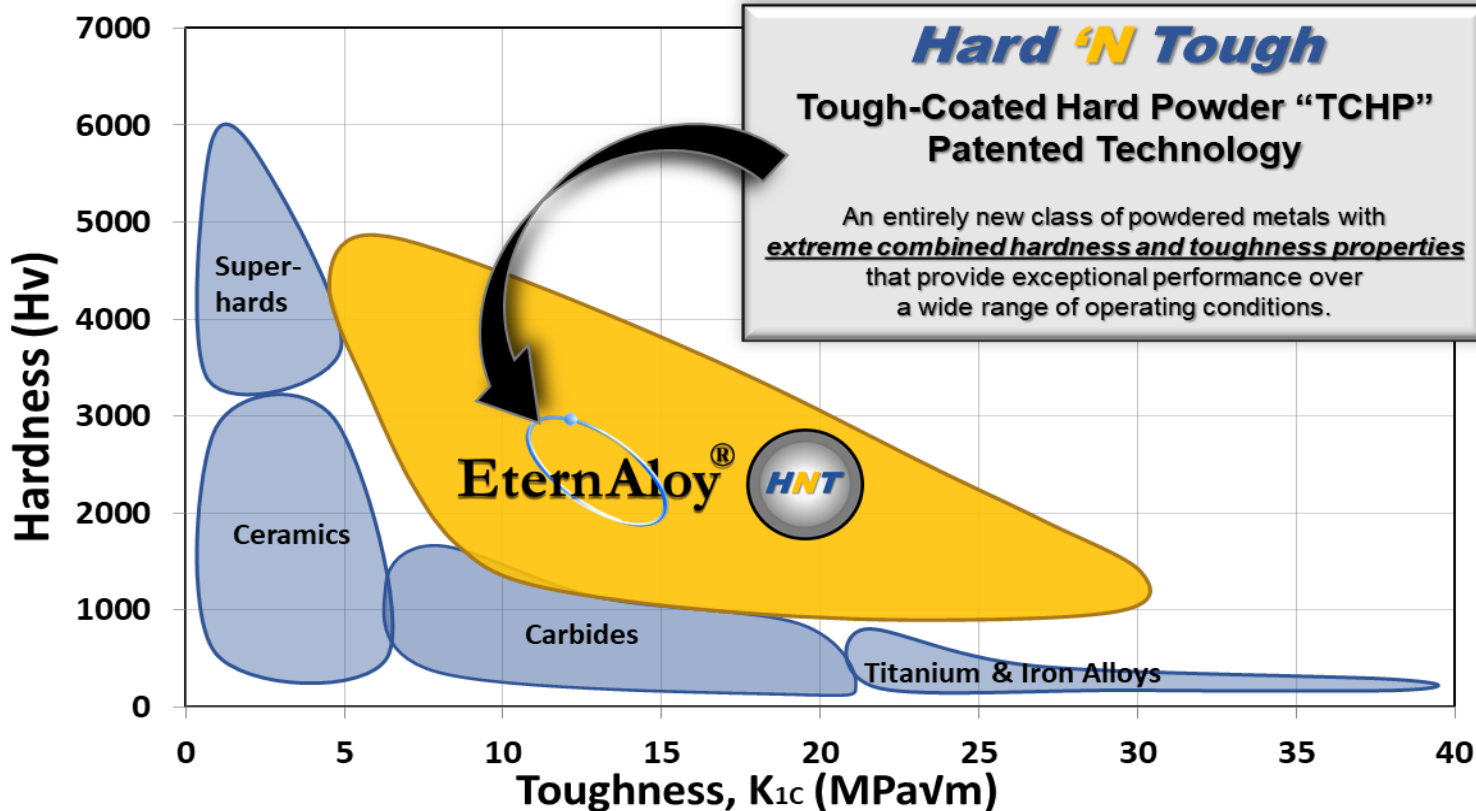 Hard ‘N Tough
Tough-Coated Hard Powder “TCHP”
Patented Technology
An entirely new class of powdered metals with
extreme combined hardness and toughness properties
that provide exceptional performance over
a wide range of operating conditions.
Hardness (Hv)
7000
6000
5000
4000
3000
2000
1000
0
Super-
hards
Ceramics
EternAloy®
HNT
Carbides
Titanium & Iron Alloys
0 5 10 15 20 25 30 35 40
Toughness, K1C (MPa√m)